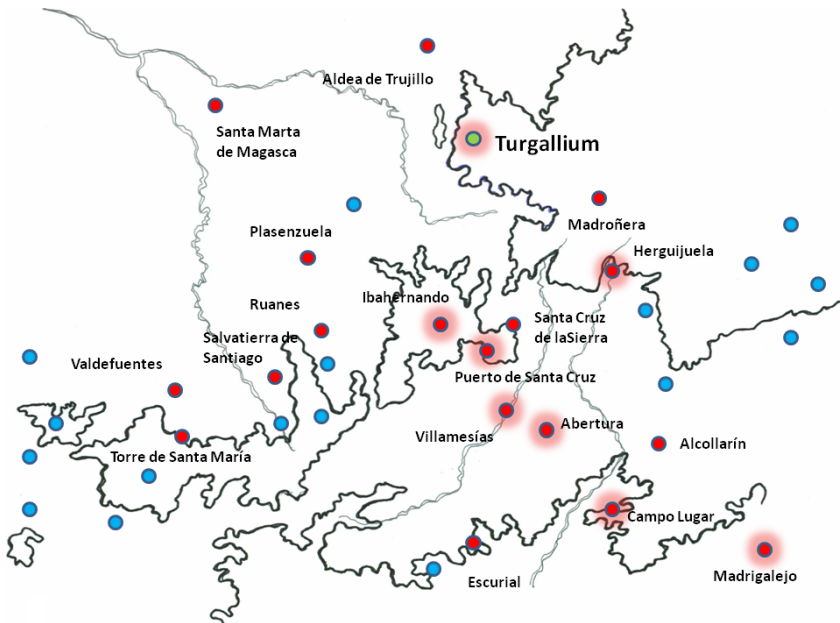 Aldea de Trujillo
Santa Marta
de Magasca
Turgallium
Plasenzuela
Madroñera
Herguijuela
Ibahernando
Ruanes
Santa Cruz
de laSierra
Salvatierra de
Santiago
Valdefuentes
Puerto de Santa Cruz
Villamesías
Abertura
Alcollarín
Torre de Santa María
Campo Lugar
Escurial
Madrigalejo